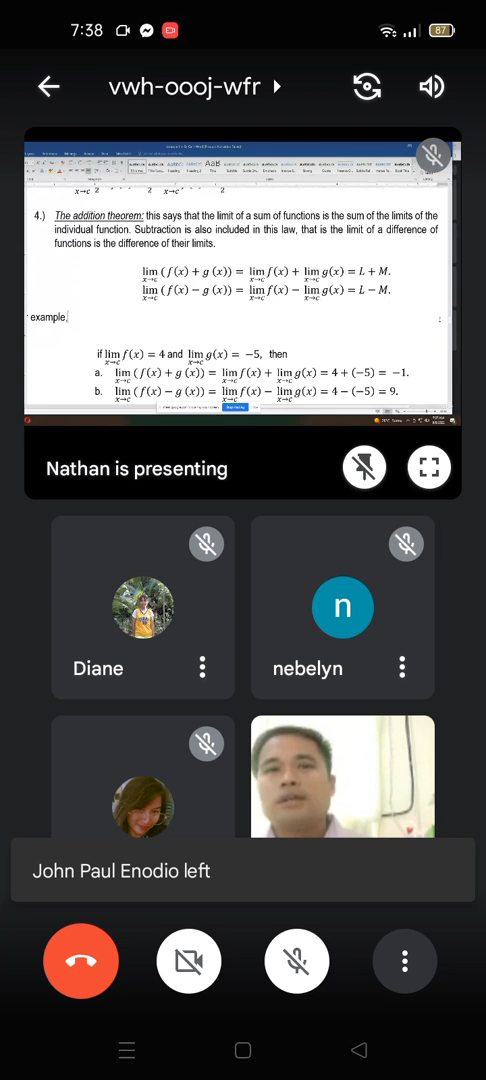 7:38
87
vwh-oooj-wfr
x→c 2 x→c 2
4.) The addition theorem: this says that the limit of a sum of functions is the sum of the limits of the
individual function. Subtraction is also included in this law, that is the limit of a difference of
functions is the difference of their limits.
lim x→c (f(x) + g (x)) = lim x→c f(x) + lim x→c g(x) = L + M.
lim x→c (f(x) − g (x)) = lim x→c f(x) − lim x→c g(x) = L − M.
example,
if lim x→c f(x) = 4 and lim x→c g(x) = −5, then
a. lim x→c (f(x) + g (x)) = lim x→c f(x) + lim x→c g(x) = 4 + (−5) = −1.
b. lim x→c (f(x) − g (x)) = lim x→c f(x) − lim x→c g(x) = 4 − (−5) = 9.
Nathan is presenting
n
Diane
nebelyn
John Paul Enodio left